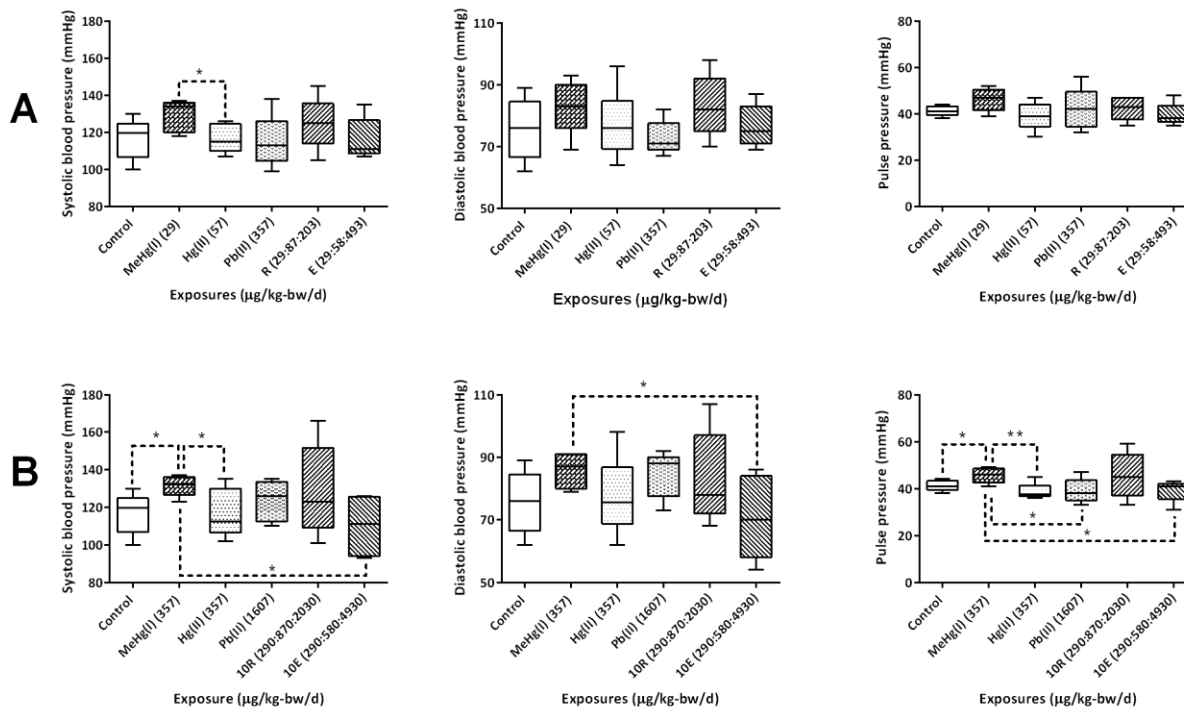 A
Systolic blood pressure (mmHg)
180
160
140
120
100
80
*
Control
MeHg(I) (29)
Hg(II) (57)
Pb(II) (357)
R (29:87:203)
E (29:58:493)
Exposures (µg/kg-bw/d)
Diastolic blood pressure (mmHg)
110
90
70
50
Control
MeHg(I) (29)
Hg(II) (57)
Pb(II) (357)
R (29:87:203)
E (29:58:493)
Exposures (µg/kg-bw/d)
Pulse pressure (mmHg)
80
60
40
20
0
Control
MeHg(I) (29)
Hg(II) (57)
Pb(II) (357)
R (29:87:203)
E (29:58:493)
Exposures (µg/kg-bw/d)
B
Systolic blood pressure (mmHg)
180
160
140
120
100
80
*
*
*
Control
MeHg(I) (357)
Hg(II) (357)
Pb(II) (1607)
10R (290:870:2030)
10E (290:580:4930)
Exposure (µg/kg-bw/d)
Diastolic blood pressure (mmHg)
110
90
70
50
*
Control
MeHg(I) (357)
Hg(II) (357)
Pb(II) (1607)
10R (290:870:2030)
10E (290:580:4930)
Exposures (µg/kg-bw/d)
Pulse pressure (mmHg)
80
60
40
20
0
*
**
*
*
Control
MeHg(I) (357)
Hg(II) (357)
Pb(II) (1607)
10R (290:870:2030)
10E (290:580:4930)
Exposures (µg/kg-bw/d)